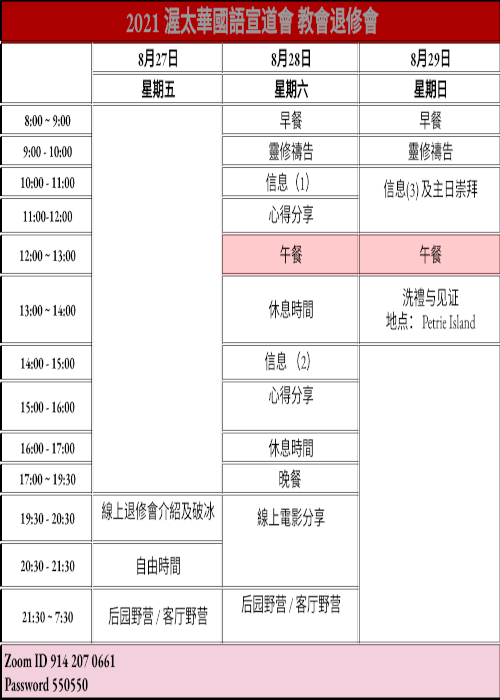 2021 渥太華國語宣道會 教會退修會
8月27日 8月28日 8月29日
星期五 星期六 星期日
8:00 ~ 9:00 早餐 早餐
9:00 - 10:00 靈修禱告 靈修禱告
10:00 - 11:00 信息（1） 信息(3) 及主日崇拜
11:00-12:00 心得分享
12:00 ~ 13:00 午餐 午餐
13:00 ~ 14:00 休息時間 洗禮与见证
地点： Petrie Island
14:00 - 15:00 信息 （2）
15:00 - 16:00 心得分享
16:00 - 17:00 休息時間
17:00 ~ 19:30 晚餐
19:30 - 20:30 線上退修會介紹及破冰 線上電影分享
20:30 - 21:30 自由時間
21:30 ~ 7:30 后园野营 / 客厅野营 后园野营 / 客厅野营
Zoom ID 914 207 0661
Password 550550